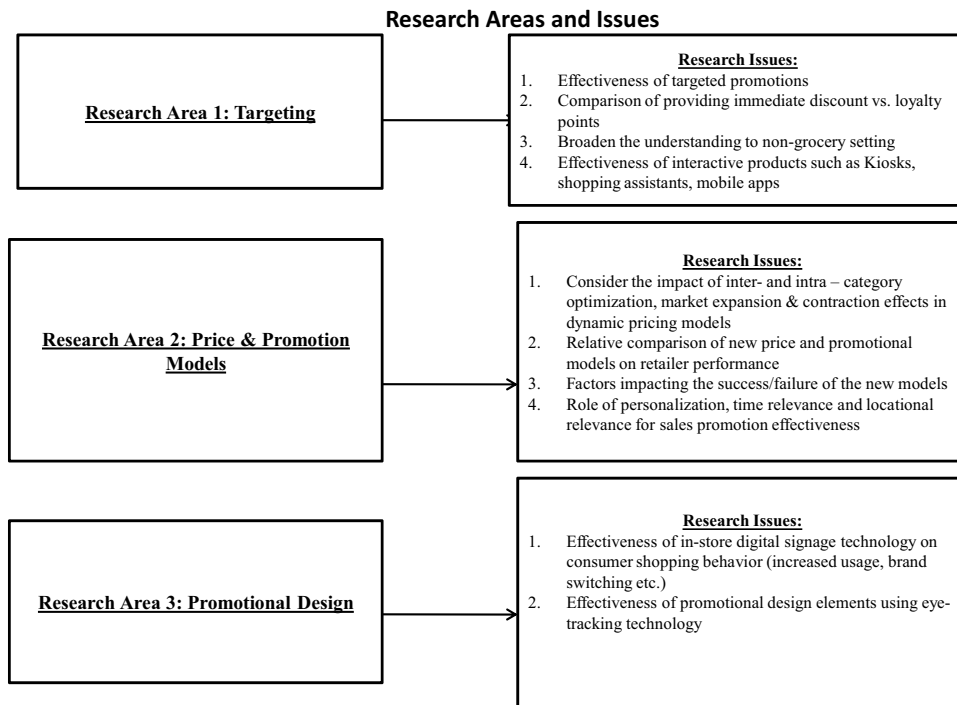 Research Areas and Issues
Research Area 1: Targeting
Research Issues:
1. Effectiveness of targeted promotions
2. Comparison of providing immediate discount vs. loyalty
points
3. Broaden the understanding to non-grocery setting
4. Effectiveness of interactive products such as Kiosks,
shopping assistants, mobile apps
Research Area 2: Price & Promotion
Models
Research Issues:
1. Consider the impact of inter- and intra – category
optimization, market expansion & contraction effects in
dynamic pricing models
2. Relative comparison of new price and promotional
models on retailer performance
3. Factors impacting the success/failure of the new models
4. Role of personalization, time relevance and locational
relevance for sales promotion effectiveness
Research Area 3: Promotional Design
Research Issues:
1. Effectiveness of in-store digital signage technology on
consumer shopping behavior (increased usage, brand
switching etc.)
2. Effectiveness of promotional design elements using eye-
tracking technology